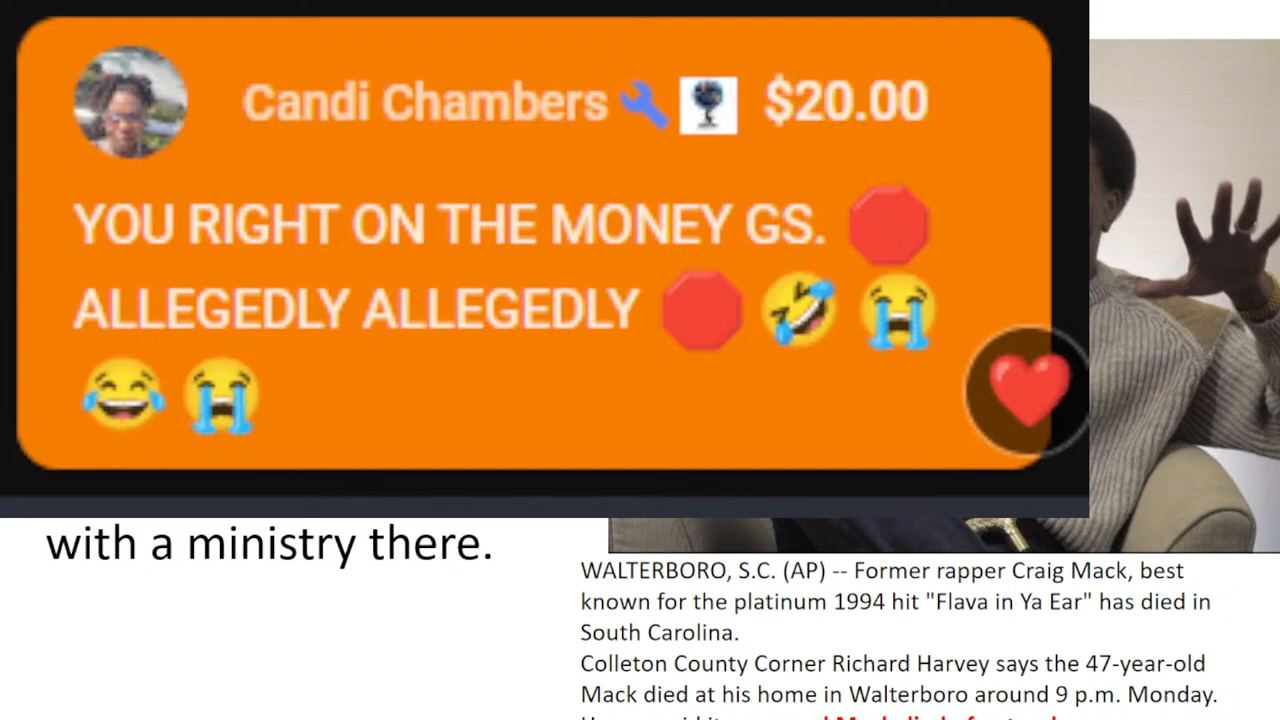 Candi Chambers $20.00
YOU RIGHT ON THE MONEY GS.
ALLEGEDLY ALLEGEDLY
with a ministry there.
WALTERBORO, S.C. (AP) -- Former rapper Craig Mack, best
known for the platinum 1994 hit "Flava in Ya Ear" has died in
South Carolina.
Colleton County Corner Richard Harvey says the 47-year-old
Mack died at his home in Walterboro around 9 p.m. Monday.